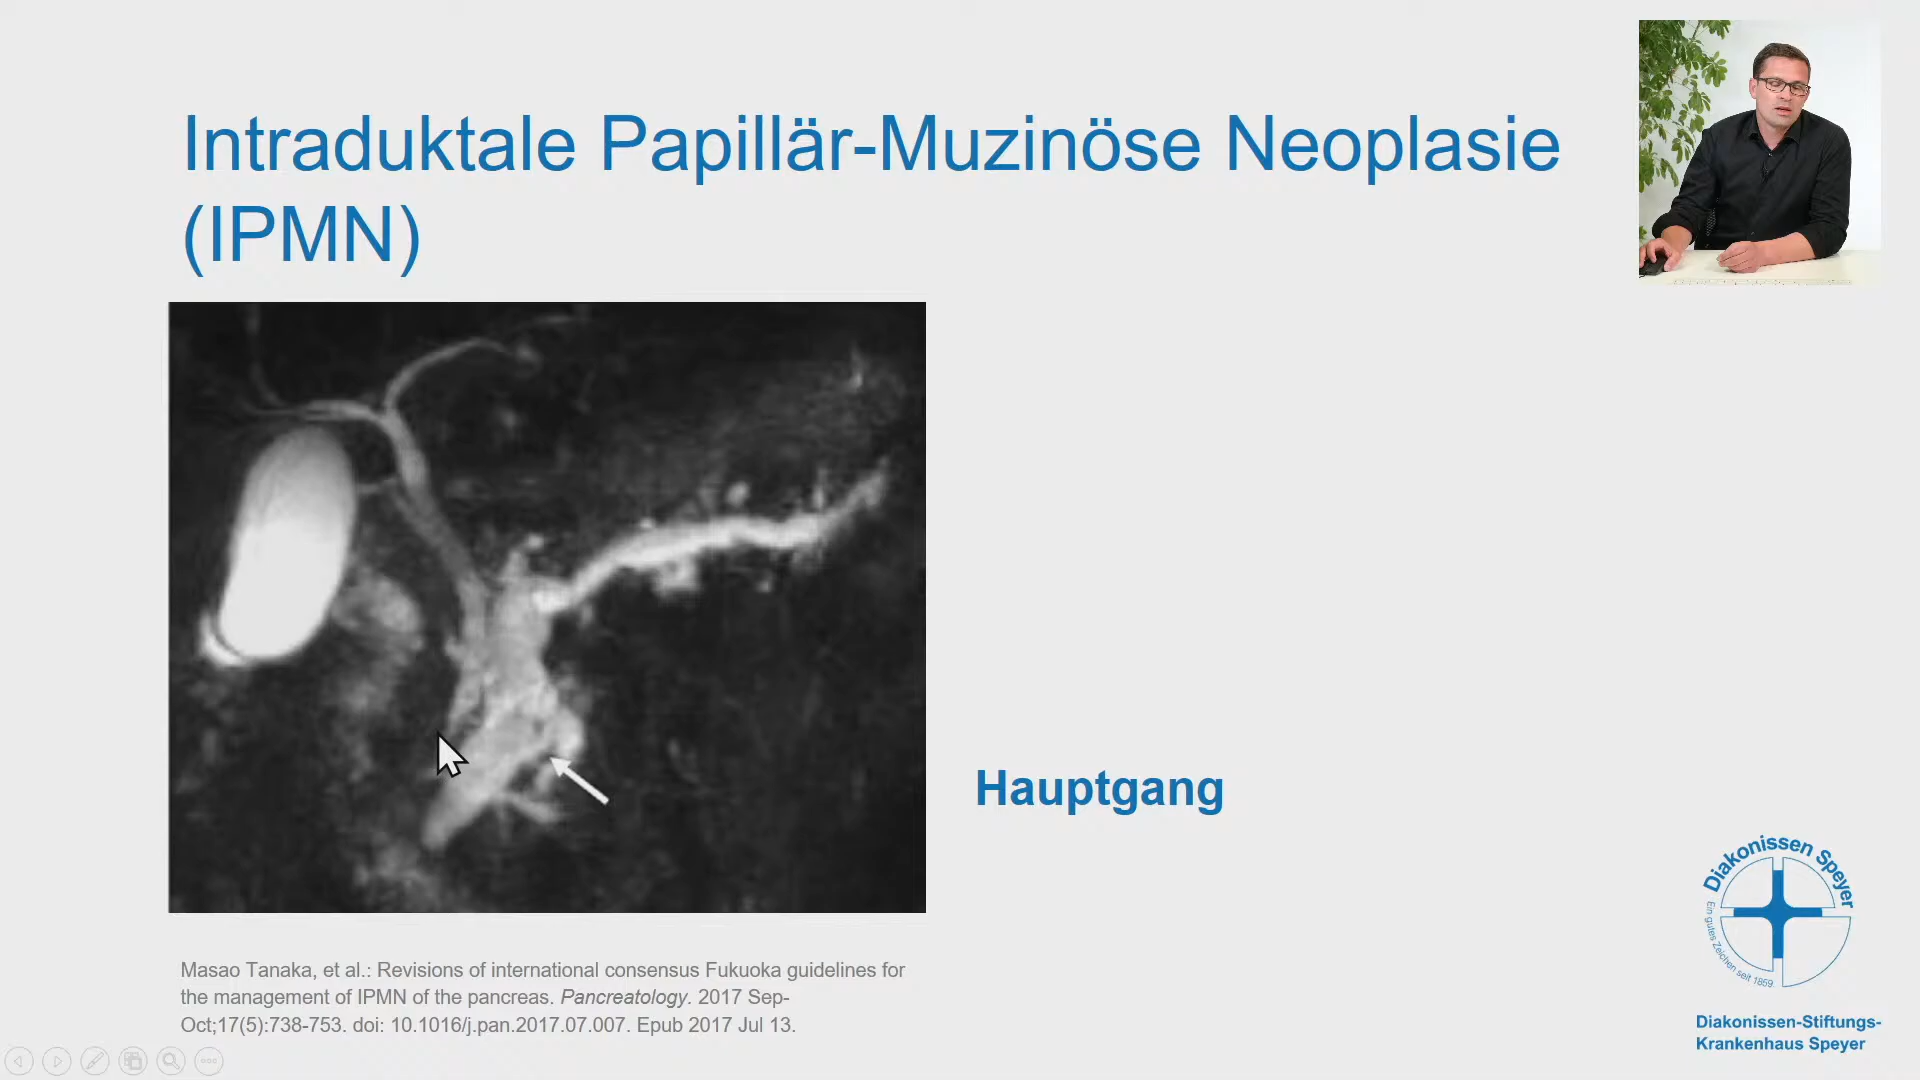 Intraduktale Papillär-Muzinöse Neoplasie
(IPMN)
Hauptgang
Masao Tanaka, et al.: Revisions of international consensus Fukuoka guidelines for
the management of IPMN of the pancreas. Pancreatology. 2017 Sep-
Oct;17(5):738-753. doi: 10.1016/j.pan.2017.07.007. Epub 2017 Jul 13.
Diakonissen Speyer
Ein gutes Zeichen seit 1859.
Diakonissen-Stiftungs-
Krankenhaus Speyer